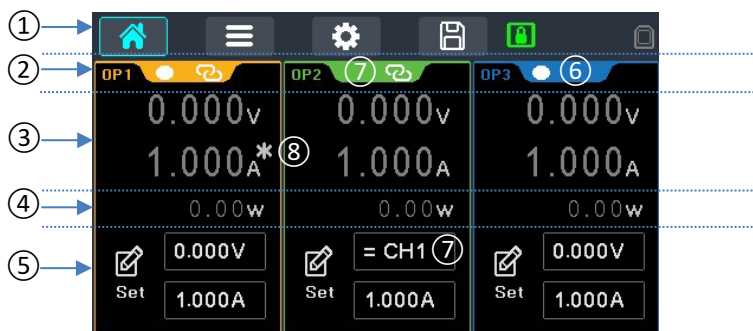 ①
②
OP1
OP2 ⑦
OP3 ⑥
③
0.000V
0.000V
0.000V
1.000A* ⑧
1.000A
1.000A
④
0.00W
0.00W
0.00W
⑤
Set
0.000V
1.000A
Set
= CH1 ⑦
1.000A
Set
0.000V
1.000A